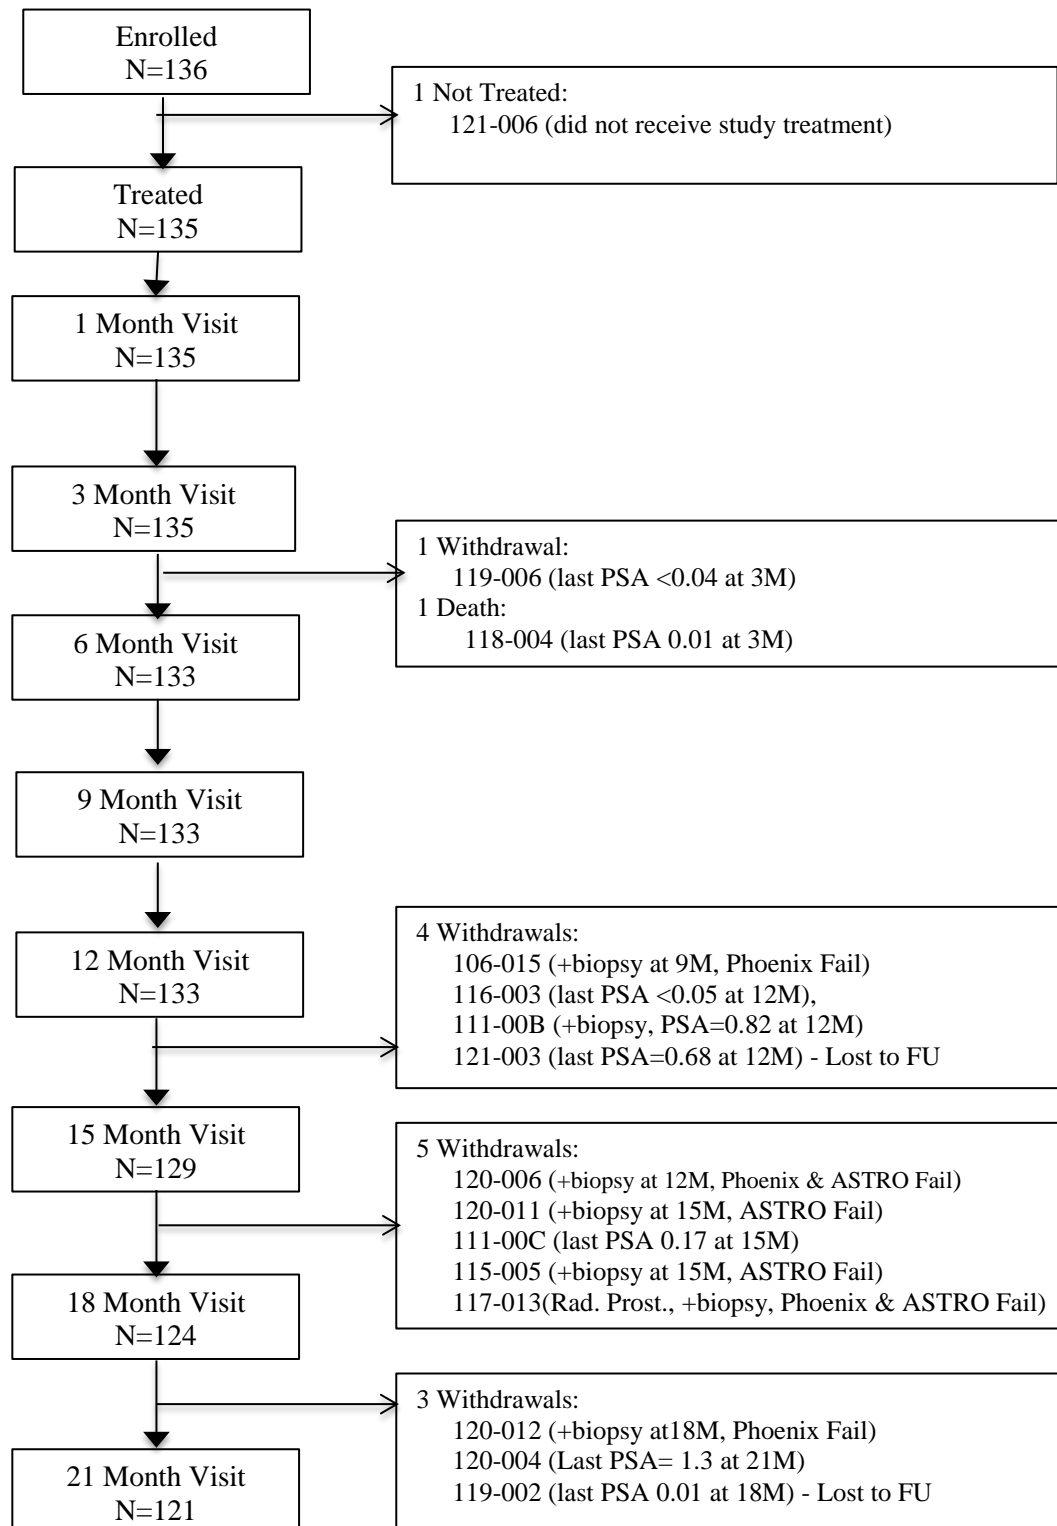 Enrolled
N=136
1 Not Treated:
121-006 (did not receive study treatment)
Treated
N=135
1 Month Visit
N=135
3 Month Visit
N=135
1 Withdrawal:
119-006 (last PSA <0.04 at 3M)
1 Death:
118-004 (last PSA 0.01 at 3M)
6 Month Visit
N=133
9 Month Visit
N=133
12 Month Visit
N=133
4 Withdrawals:
106-015 (+biopsy at 9M, Phoenix Fail)
116-003 (last PSA <0.05 at 12M),
111-00B (+biopsy, PSA=0.82 at 12M)
121-003 (last PSA=0.68 at 12M) - Lost to FU
15 Month Visit
N=129
5 Withdrawals:
120-006 (+biopsy at 12M, Phoenix & ASTRO Fail)
120-011 (+biopsy at 15M, ASTRO Fail)
111-00C (last PSA 0.17 at 15M)
115-005 (+biopsy at 15M, ASTRO Fail)
117-013(Rad. Prost., +biopsy, Phoenix & ASTRO Fail)
18 Month Visit
N=124
3 Withdrawals:
120-012 (+biopsy at18M, Phoenix Fail)
120-004 (Last PSA= 1.3 at 21M)
119-002 (last PSA 0.01 at 18M) - Lost to FU
21 Month Visit
N=121